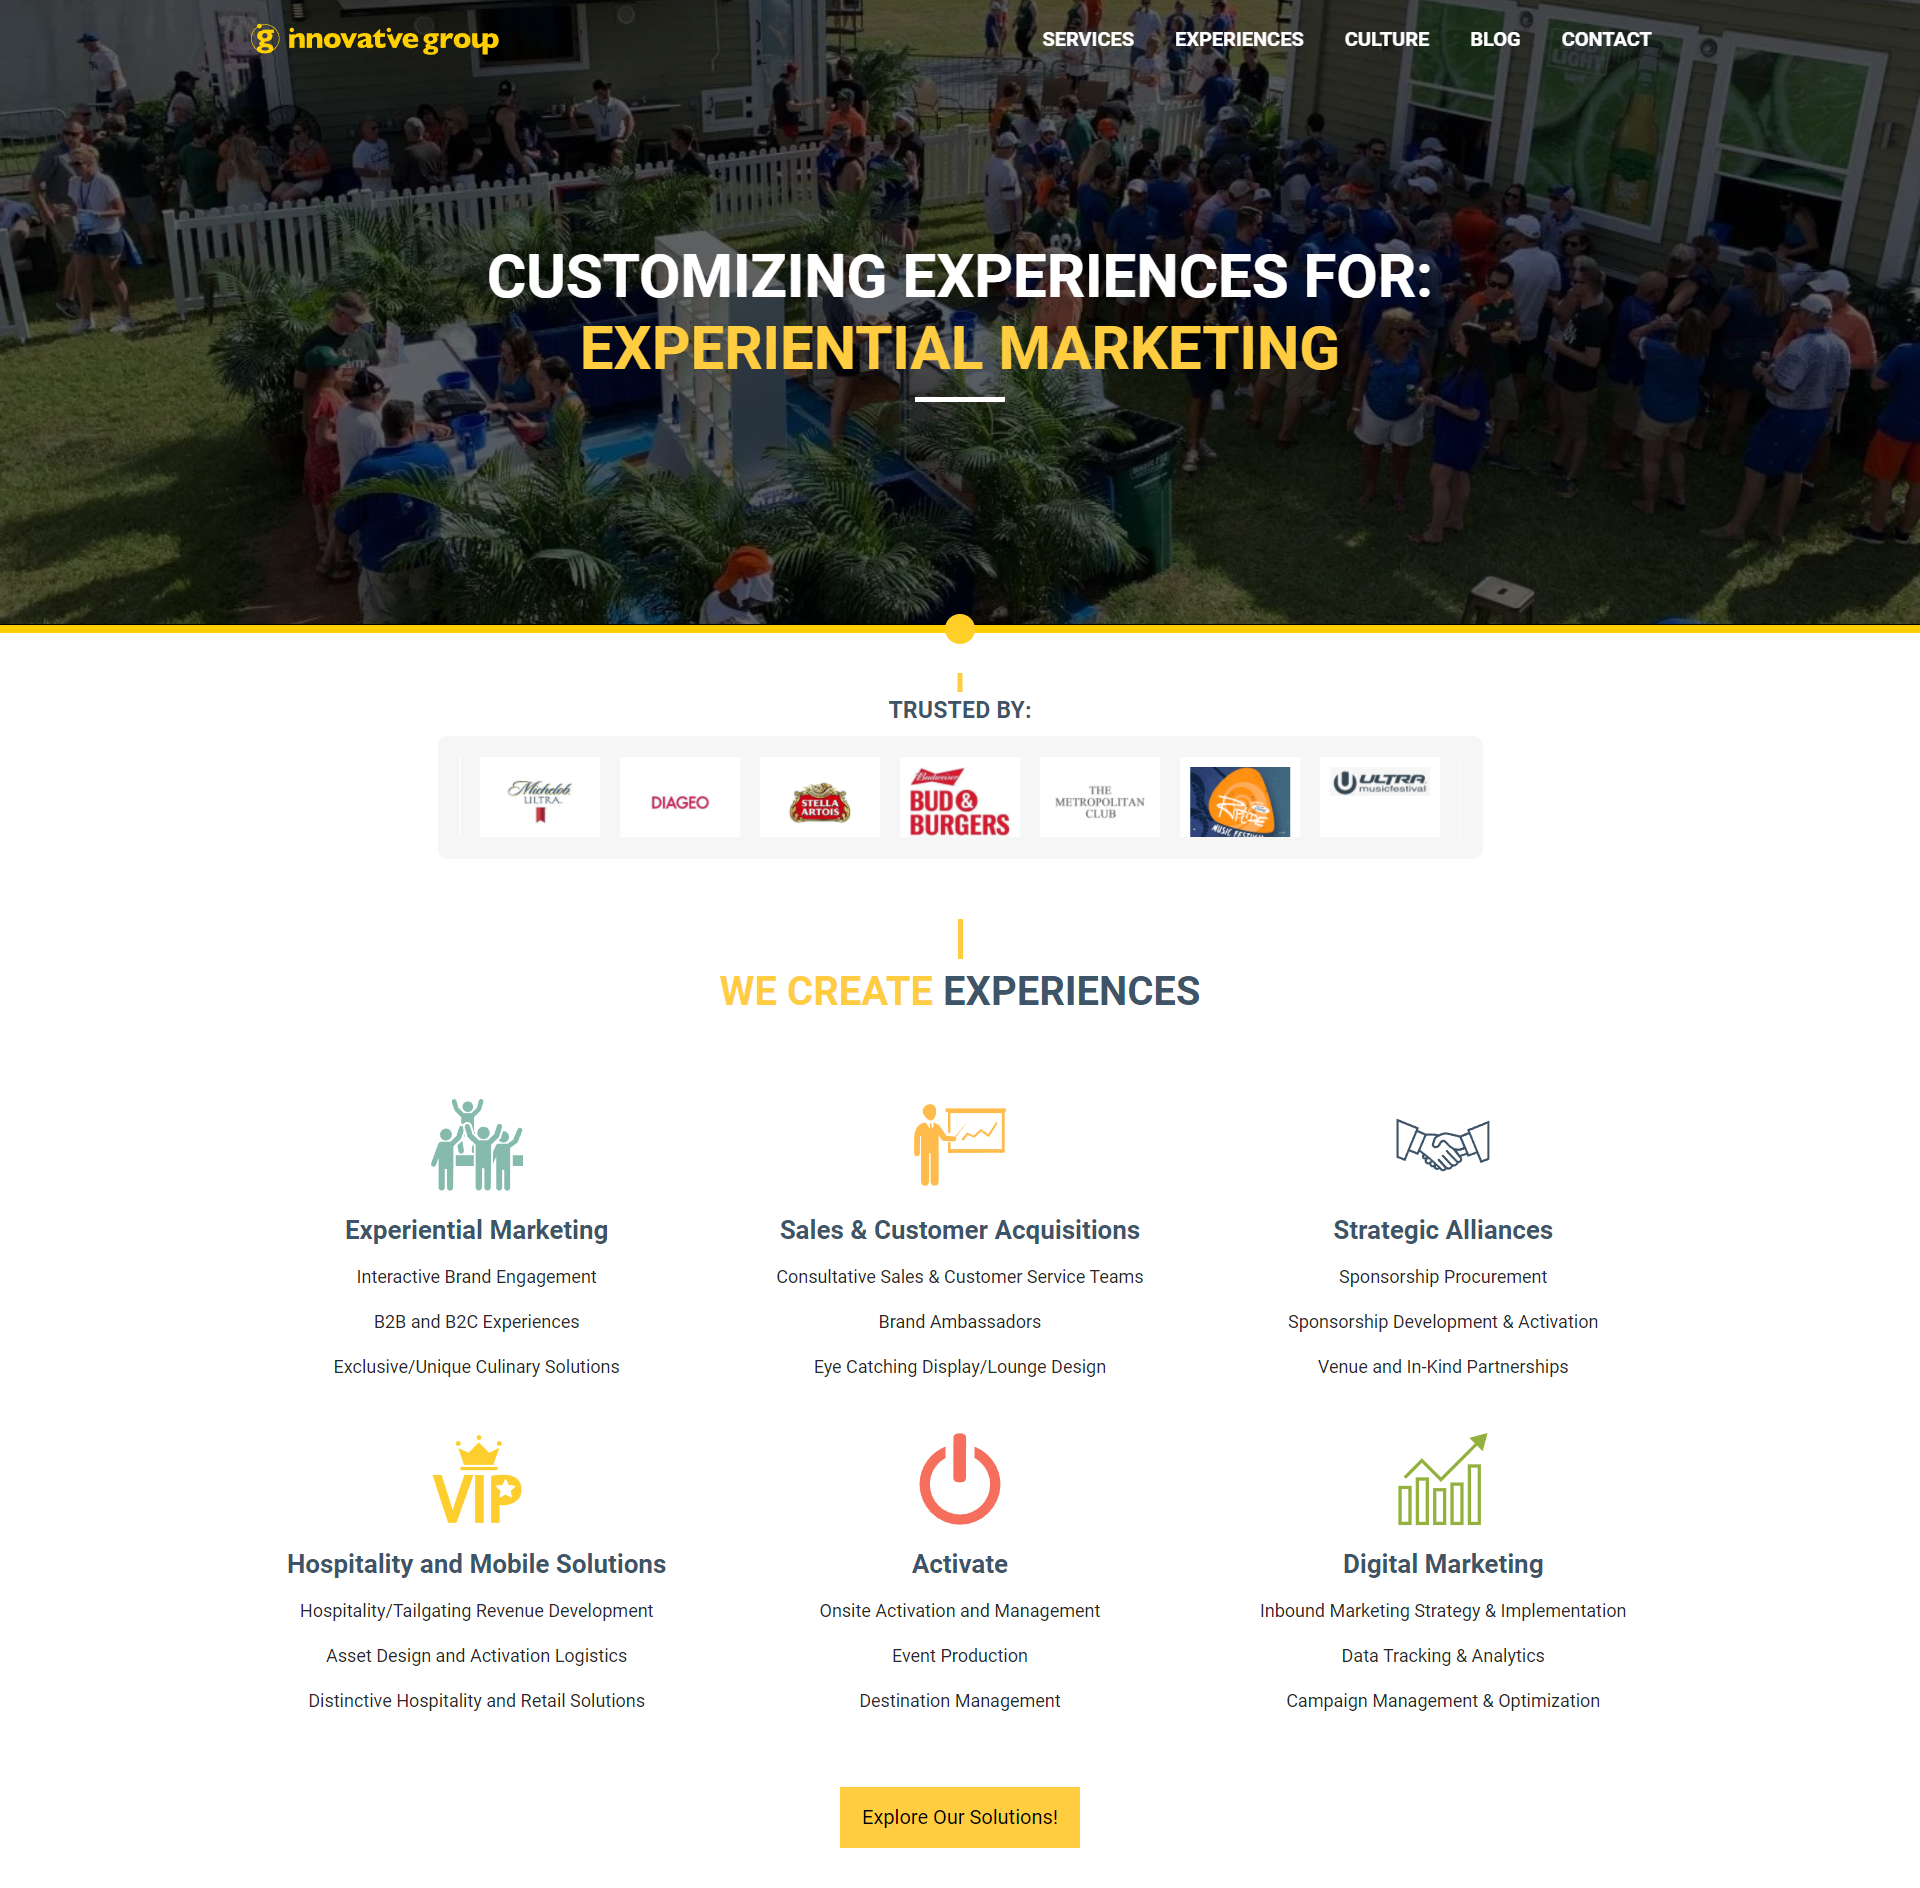 innovative group
SERVICES EXPERIENCES CULTURE BLOG CONTACT
LIGHT
CUSTOMIZING EXPERIENCES FOR:
EXPERIENTIAL MARKETING
TRUSTED BY:
Michelob
ULTRA
DIAGEO
STELLA
ARTOIS
Budweiser
BUD &
BURGERS
THE
METROPOLITAN
CLUB
RIPTIDE
MUSIC FESTIVAL
ULTRA
musicfestival
WE CREATE EXPERIENCES
Experiential Marketing
Interactive Brand Engagement
B2B and B2C Experiences
Exclusive/Unique Culinary Solutions
Sales & Customer Acquisitions
Consultative Sales & Customer Service Teams
Brand Ambassadors
Eye Catching Display/Lounge Design
Strategic Alliances
Sponsorship Procurement
Sponsorship Development & Activation
Venue and In-Kind Partnerships
VIP
Hospitality and Mobile Solutions
Hospitality/Tailgating Revenue Development
Asset Design and Activation Logistics
Distinctive Hospitality and Retail Solutions
Activate
Onsite Activation and Management
Event Production
Destination Management
Digital Marketing
Inbound Marketing Strategy & Implementation
Data Tracking & Analytics
Campaign Management & Optimization
Explore Our Solutions!